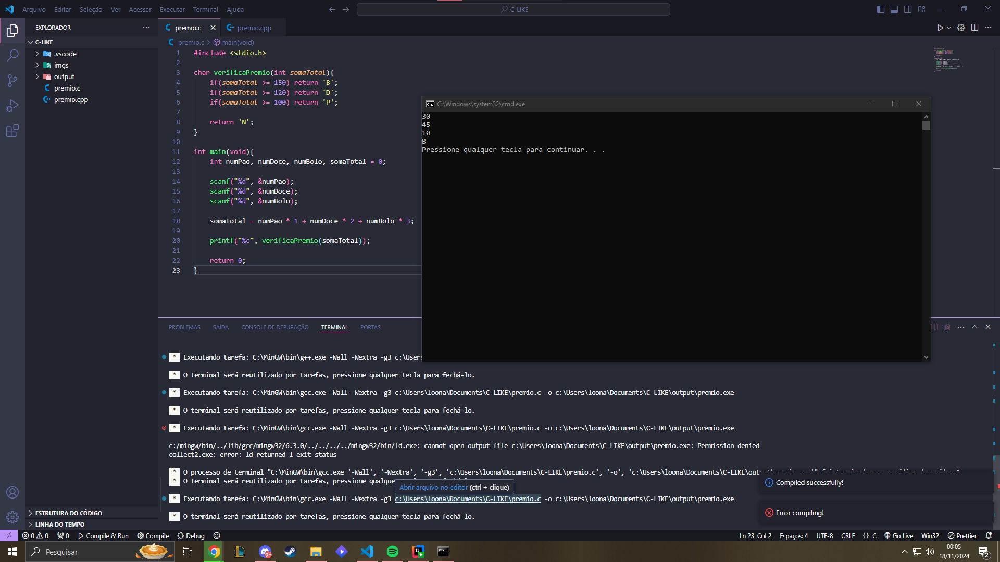 Arquivo Editar Seleção Ver Acessar Executar Terminal Ajuda
C-LIKE
EXPLORADOR
premio.c
premio.cpp
C-LIKE
.vscode
imgs
output
premio.c
premio.cpp
premio.c > main(void)
1 #include <stdio.h>
2
3 char verificaPremio(int somaTotal){
4 if(somaTotal >= 150) return 'B';
5 if(somaTotal >= 120) return 'D';
6 if(somaTotal >= 100) return 'P';
7
8 return 'N';
9 }
10
11 int main(void){
12 int numPao, numDoce, numBolo, somaTotal = 0;
13
14 scanf("%d", &numPao);
15 scanf("%d", &numDoce);
16 scanf("%d", &numBolo);
17
18 somaTotal = numPao * 1 + numDoce * 2 + numBolo * 3;
19
20 printf("%c", verificaPremio(somaTotal));
21
22 return 0;
23 }
C:\Windows\system32\cmd.exe
30
45
10
B
Pressione qualquer tecla para continuar. . .
PROBLEMAS SAÍDA CONSOLE DE DEPURAÇÃO TERMINAL PORTAS
* Executando tarefa: C:\MinGW\bin\g++.exe -Wall -Wextra -g3 c:\Users
* O terminal será reutilizado por tarefas, pressione qualquer tecla para fechá-lo.
* Executando tarefa: C:\MinGW\bin\gcc.exe -Wall -Wextra -g3 c:\Users\loona\Documents\C-LIKE\premio.c -o c:\Users\loona\Documents\C-LIKE\output\premio.exe
* O terminal será reutilizado por tarefas, pressione qualquer tecla para fechá-lo.
* Executando tarefa: C:\MinGW\bin\gcc.exe -Wall -Wextra -g3 c:\Users\loona\Documents\C-LIKE\premio.c -o c:\Users\loona\Documents\C-LIKE\output\premio.exe
c:/mingw/bin/../lib/gcc/mingw32/6.3.0/../../../../mingw32/bin/ld.exe: cannot open output file c:\Users\loona\Documents\C-LIKE\output\premio.exe: Permission denied
collect2.exe: error: ld returned 1 exit status
* O processo de terminal "C:\MinGW\bin\gcc.exe '-Wall', '-Wextra', '-g3', 'c:\Users\loona\Documents\C-LIKE\premio.c', '-o', 'c:\Users\loona\Documents\C-LIKE\output\premio.exe'"
* O terminal será reutilizado por tarefas, pressione qualquer
Abrir arquivo no editor (ctrl + clique)
* Executando tarefa: C:\MinGW\bin\gcc.exe -Wall -Wextra -g3 c:\Users\loona\Documents\C-LIKE\premio.c -o c:\Users\loona\Documents\C-LIKE\output\premio.exe
* O terminal será reutilizado por tarefas, pressione qualquer tecla para fechá-lo.
Compiled successfully!
Error compiling!
ESTRUTURA DO CÓDIGO
LINHA DO TEMPO
0 0 0 Compile & Run Compile Debug
Ln 23, Col 2 Espaços: 4 UTF-8 CRLF {} C Go Live Win32 Prettier
Pesquisar
9+
00:05
18/11/2024
2